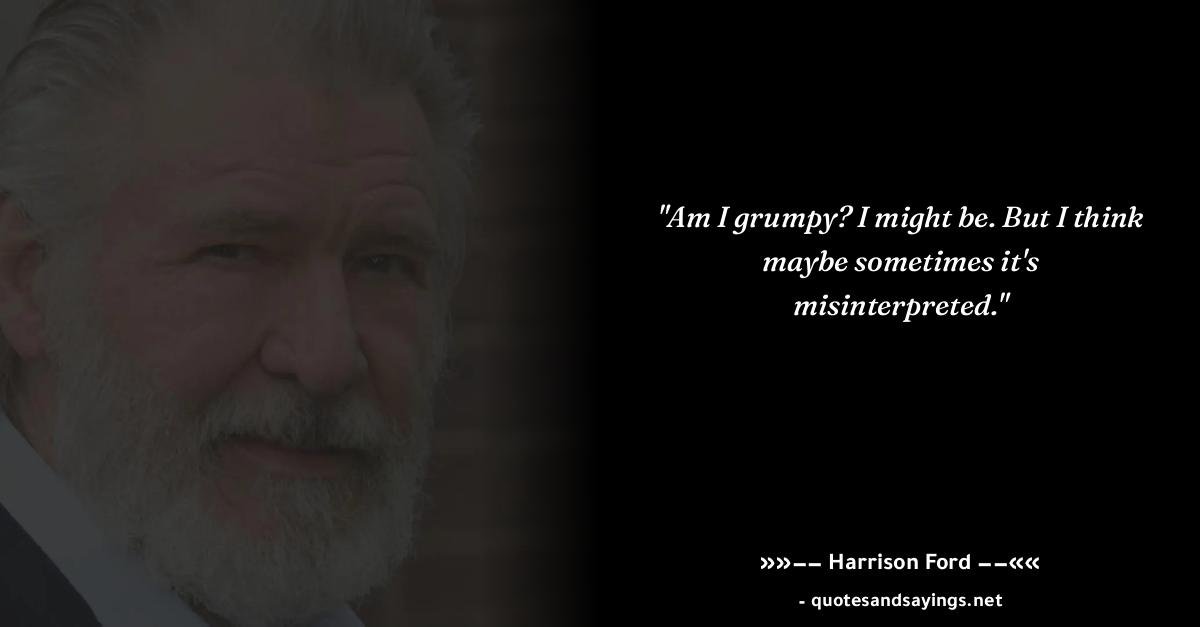 "Am I grumpy? I might be. But I think
maybe sometimes it's
misinterpreted."
»»–– Harrison Ford ––««
- quotesandsayings.net